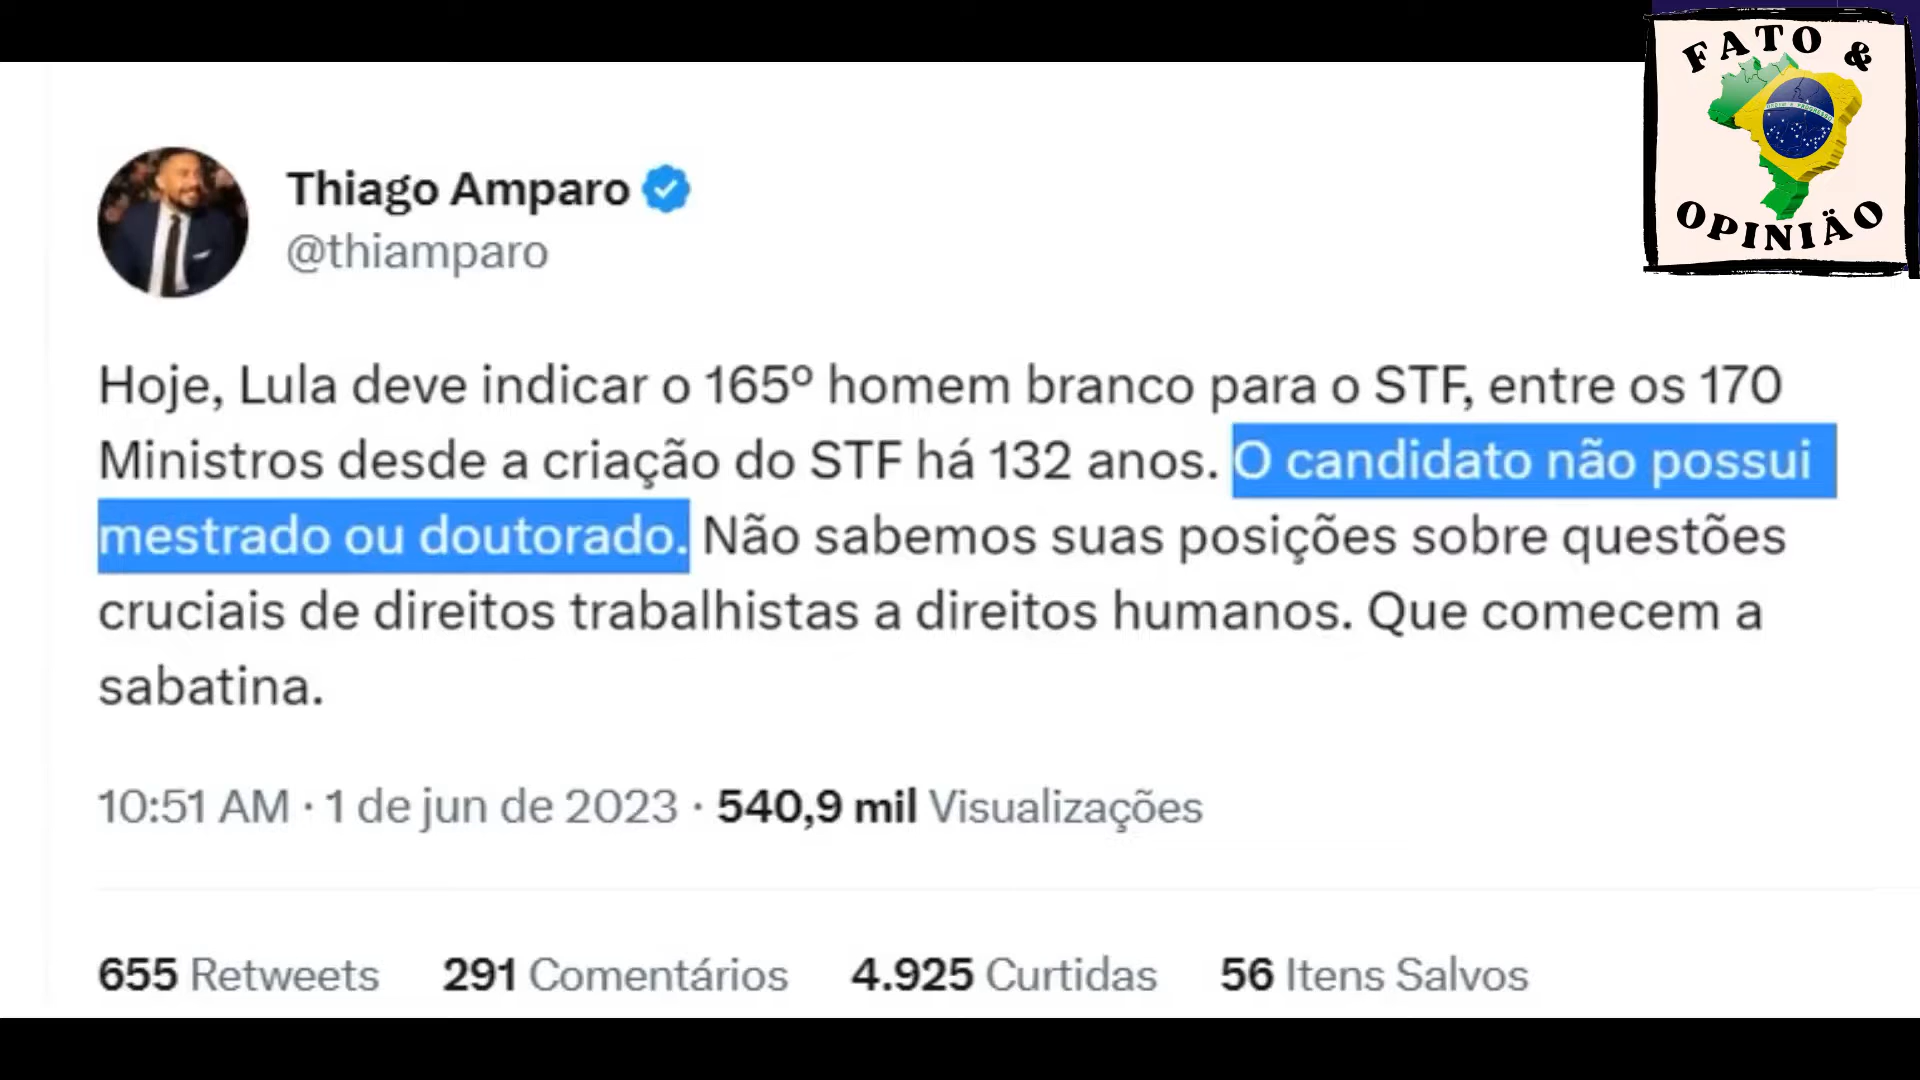 FATO &
OPINIÃO
Thiago Amparo
@thiamparo
Hoje, Lula deve indicar o 165º homem branco para o STF, entre os 170
Ministros desde a criação do STF há 132 anos. O candidato não possui
mestrado ou doutorado. Não sabemos suas posições sobre questões
cruciais de direitos trabalhistas a direitos humanos. Que comecem a
sabatina.
10:51 AM · 1 de jun de 2023 · 540,9 mil Visualizações
655 Retweets 291 Comentários 4.925 Curtidas 56 Itens Salvos